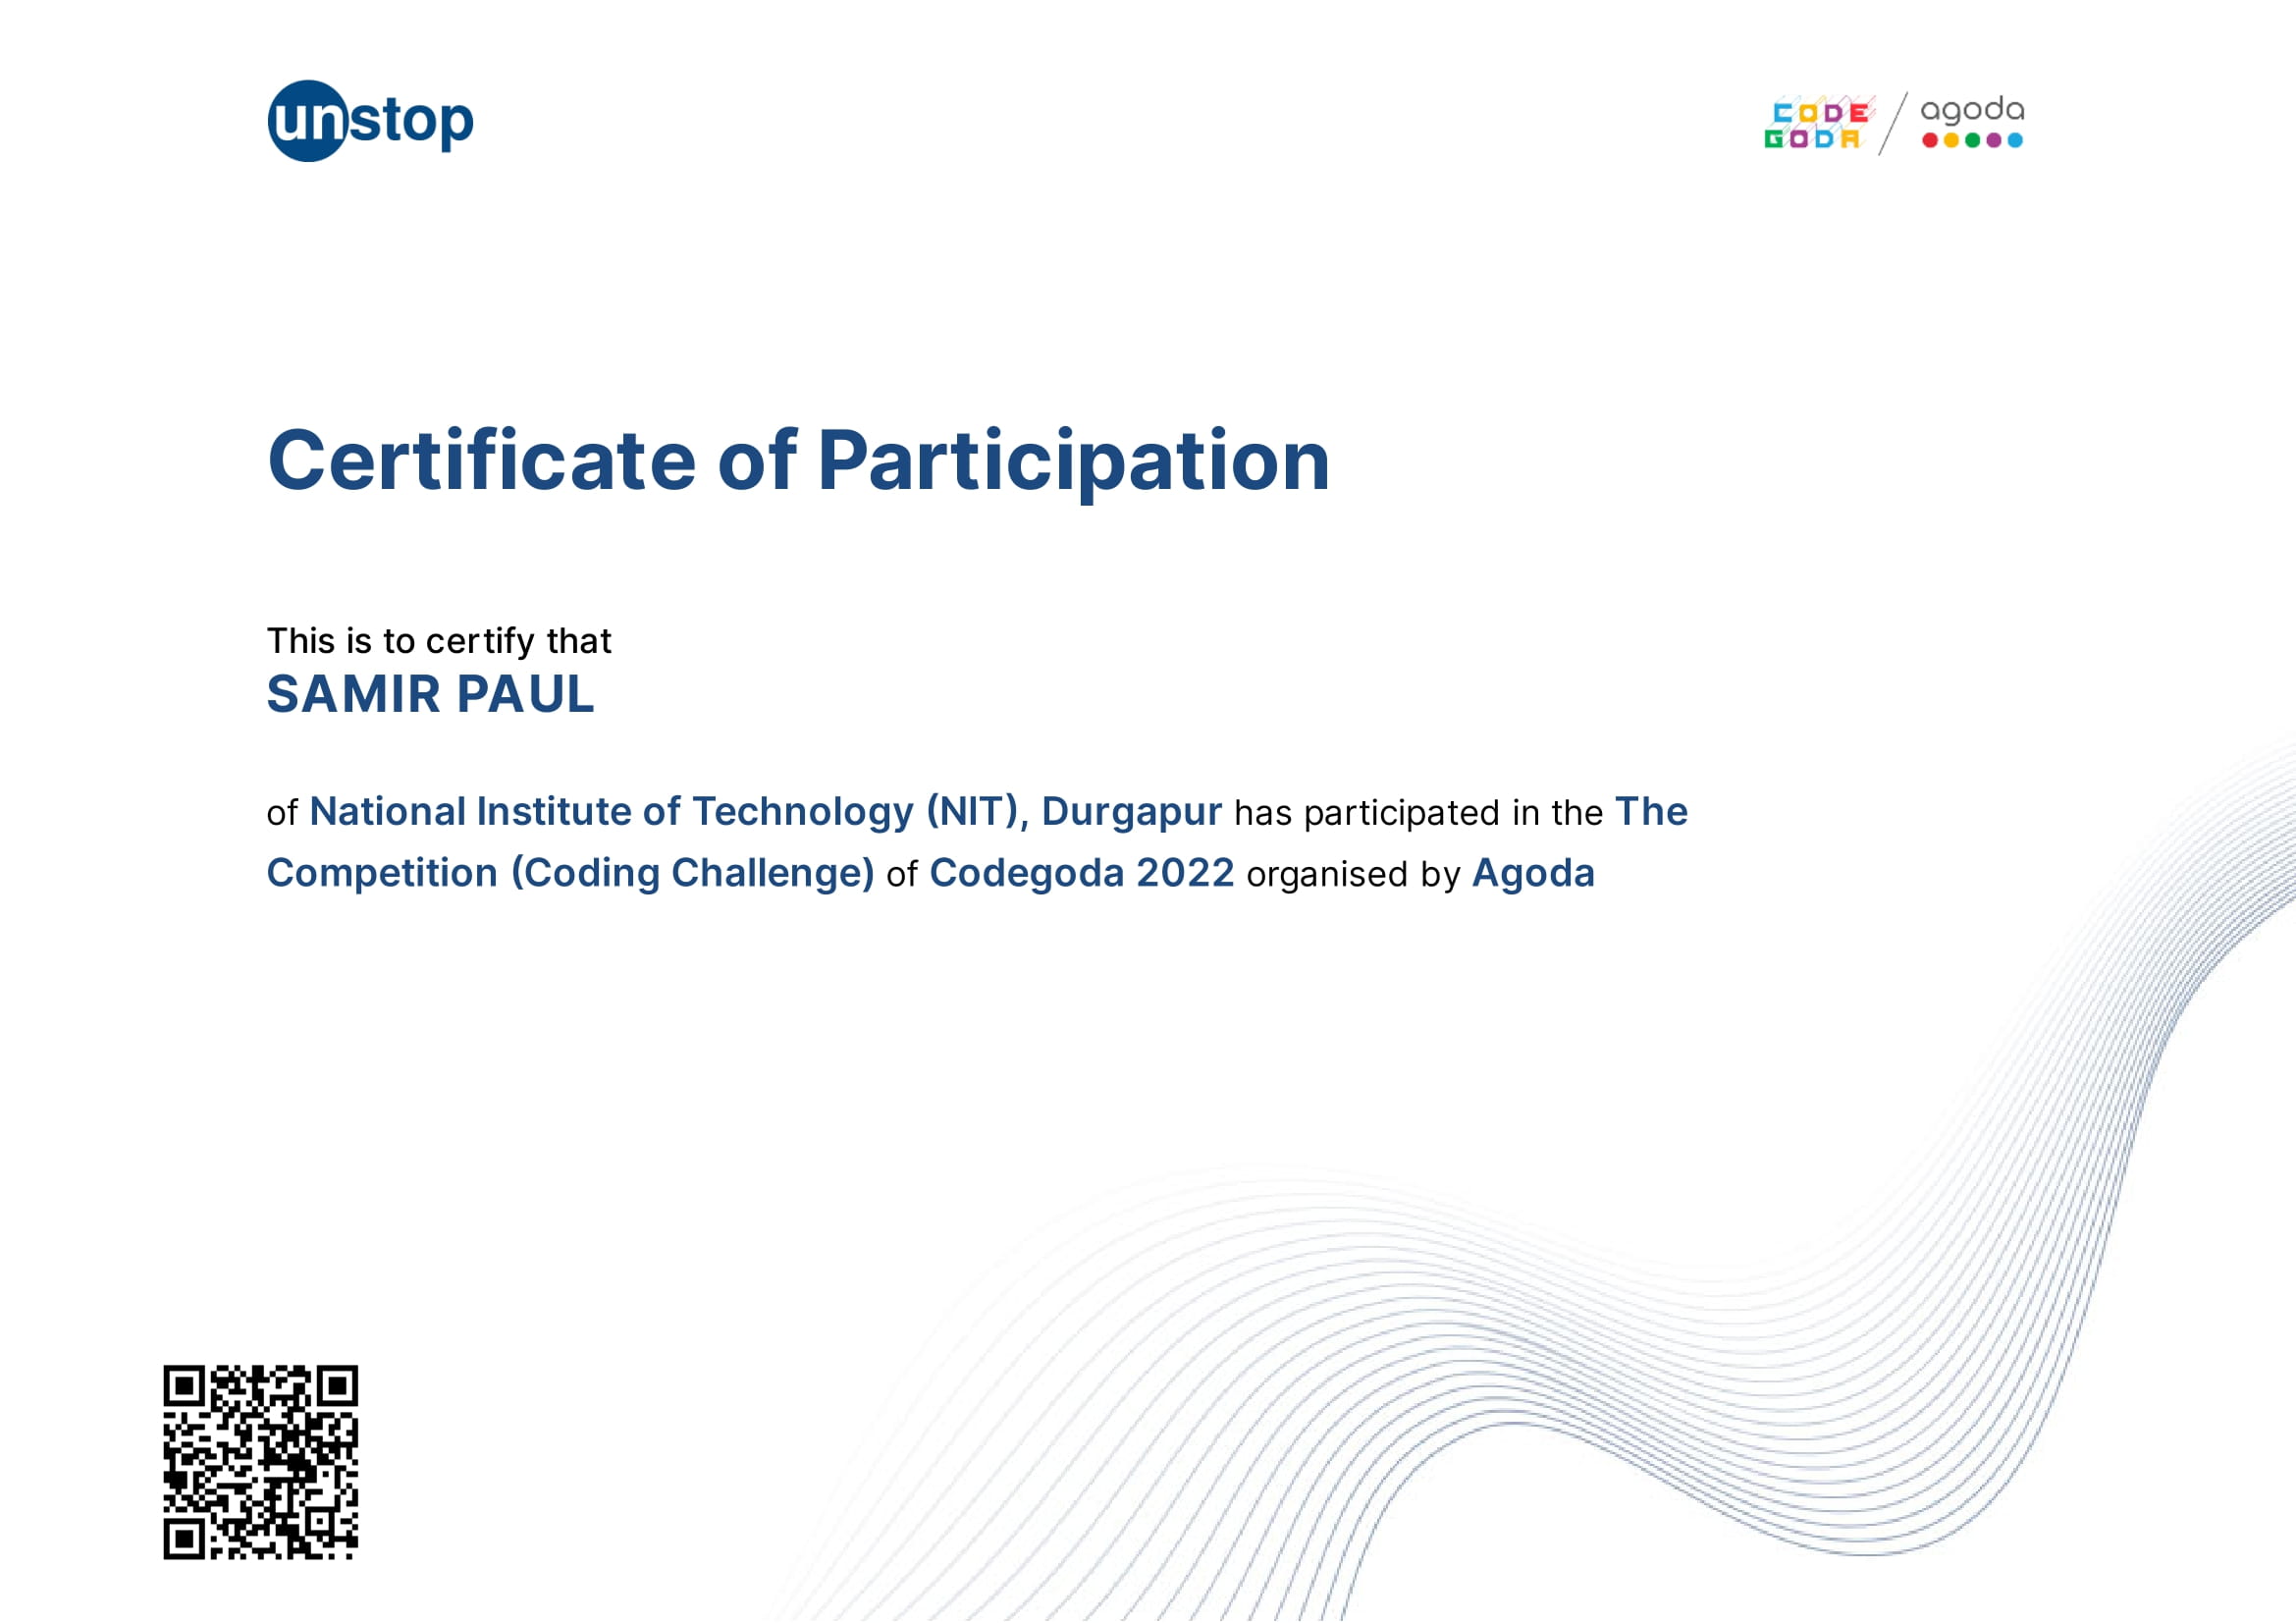 unstop
CODE
GODA
agoda
Certificate of Participation
This is to certify that
SAMIR PAUL
of National Institute of Technology (NIT), Durgapur has participated in the The
Competition (Coding Challenge) of Codegoda 2022 organised by Agoda